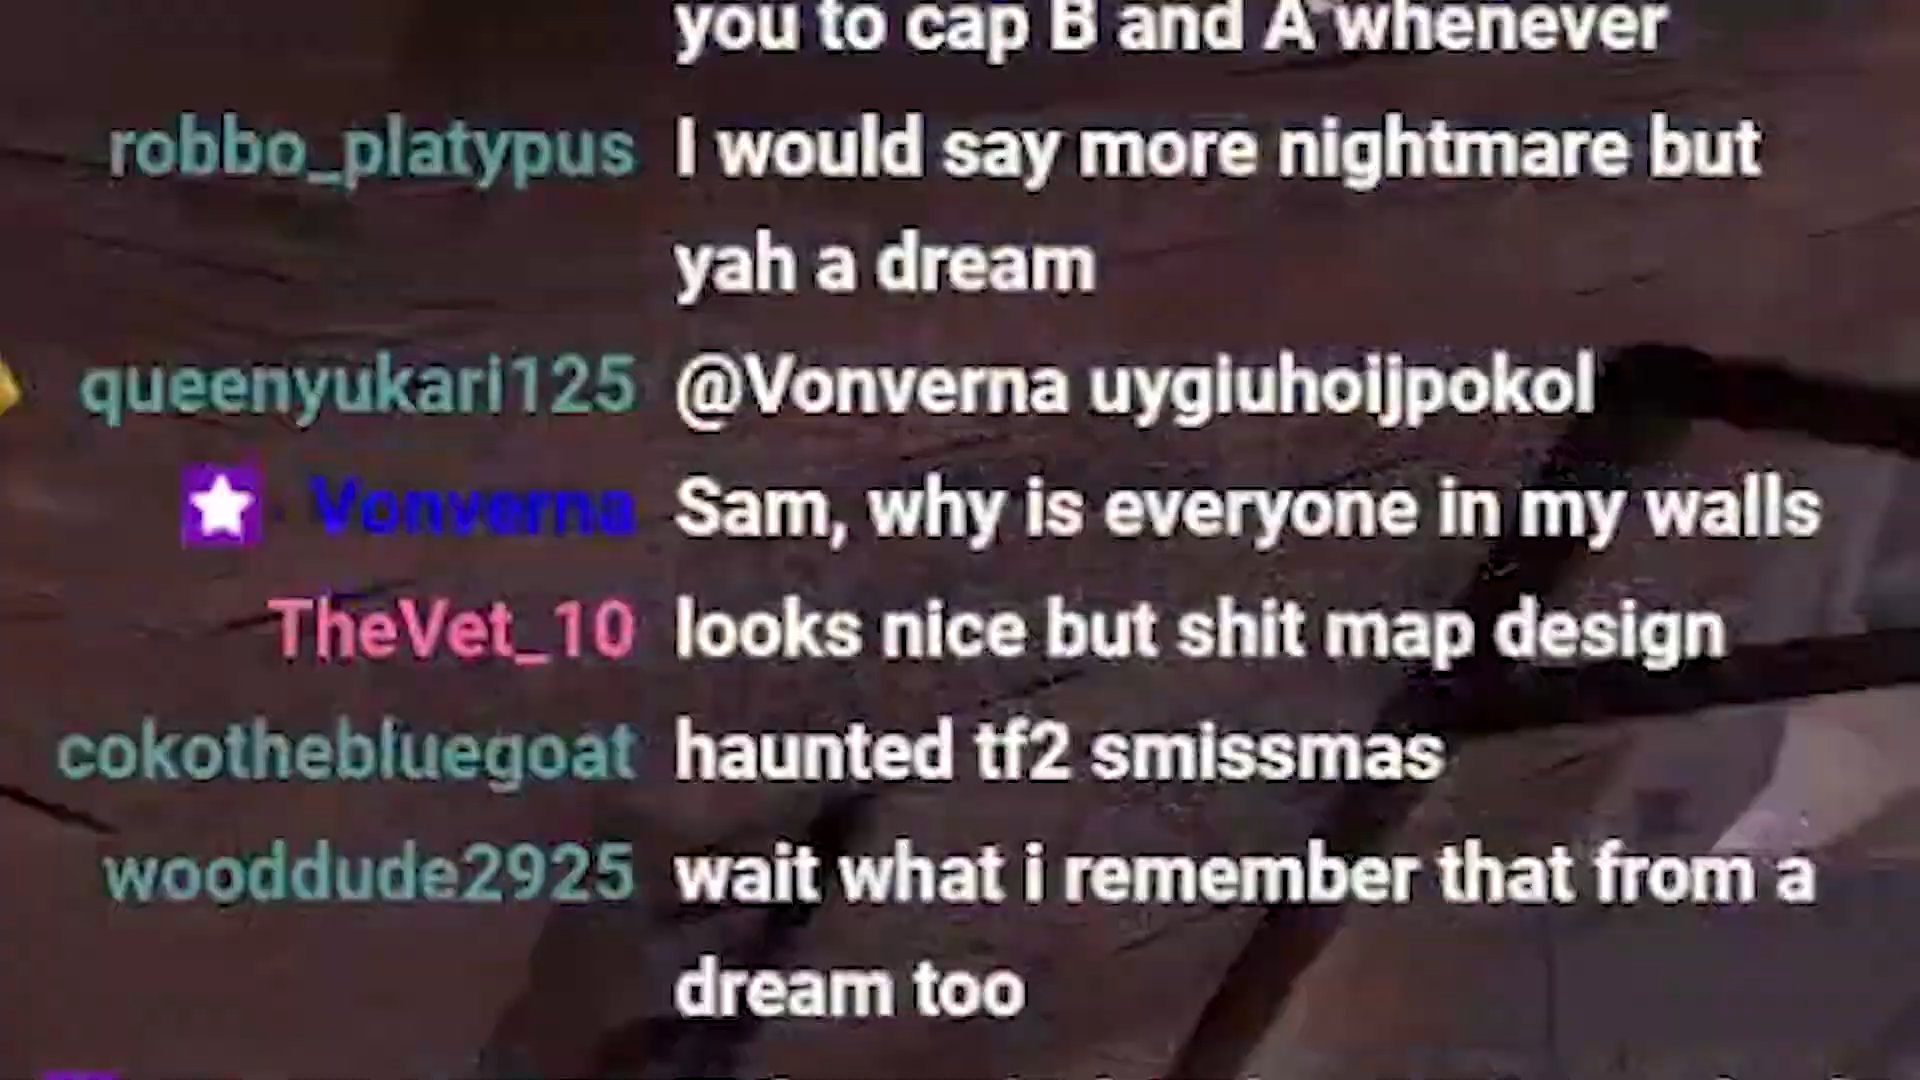 you to cap B and A whenever
robbo_platypus I would say more nightmare but
yah a dream
queenyukari125 @Vonverna uygiuhoijpokol
Vonverna Sam, why is everyone in my walls
TheVet_10 looks nice but shit map design
cokothebluegoat haunted tf2 smissmas
wooddude2925 wait what i remember that from a
dream too